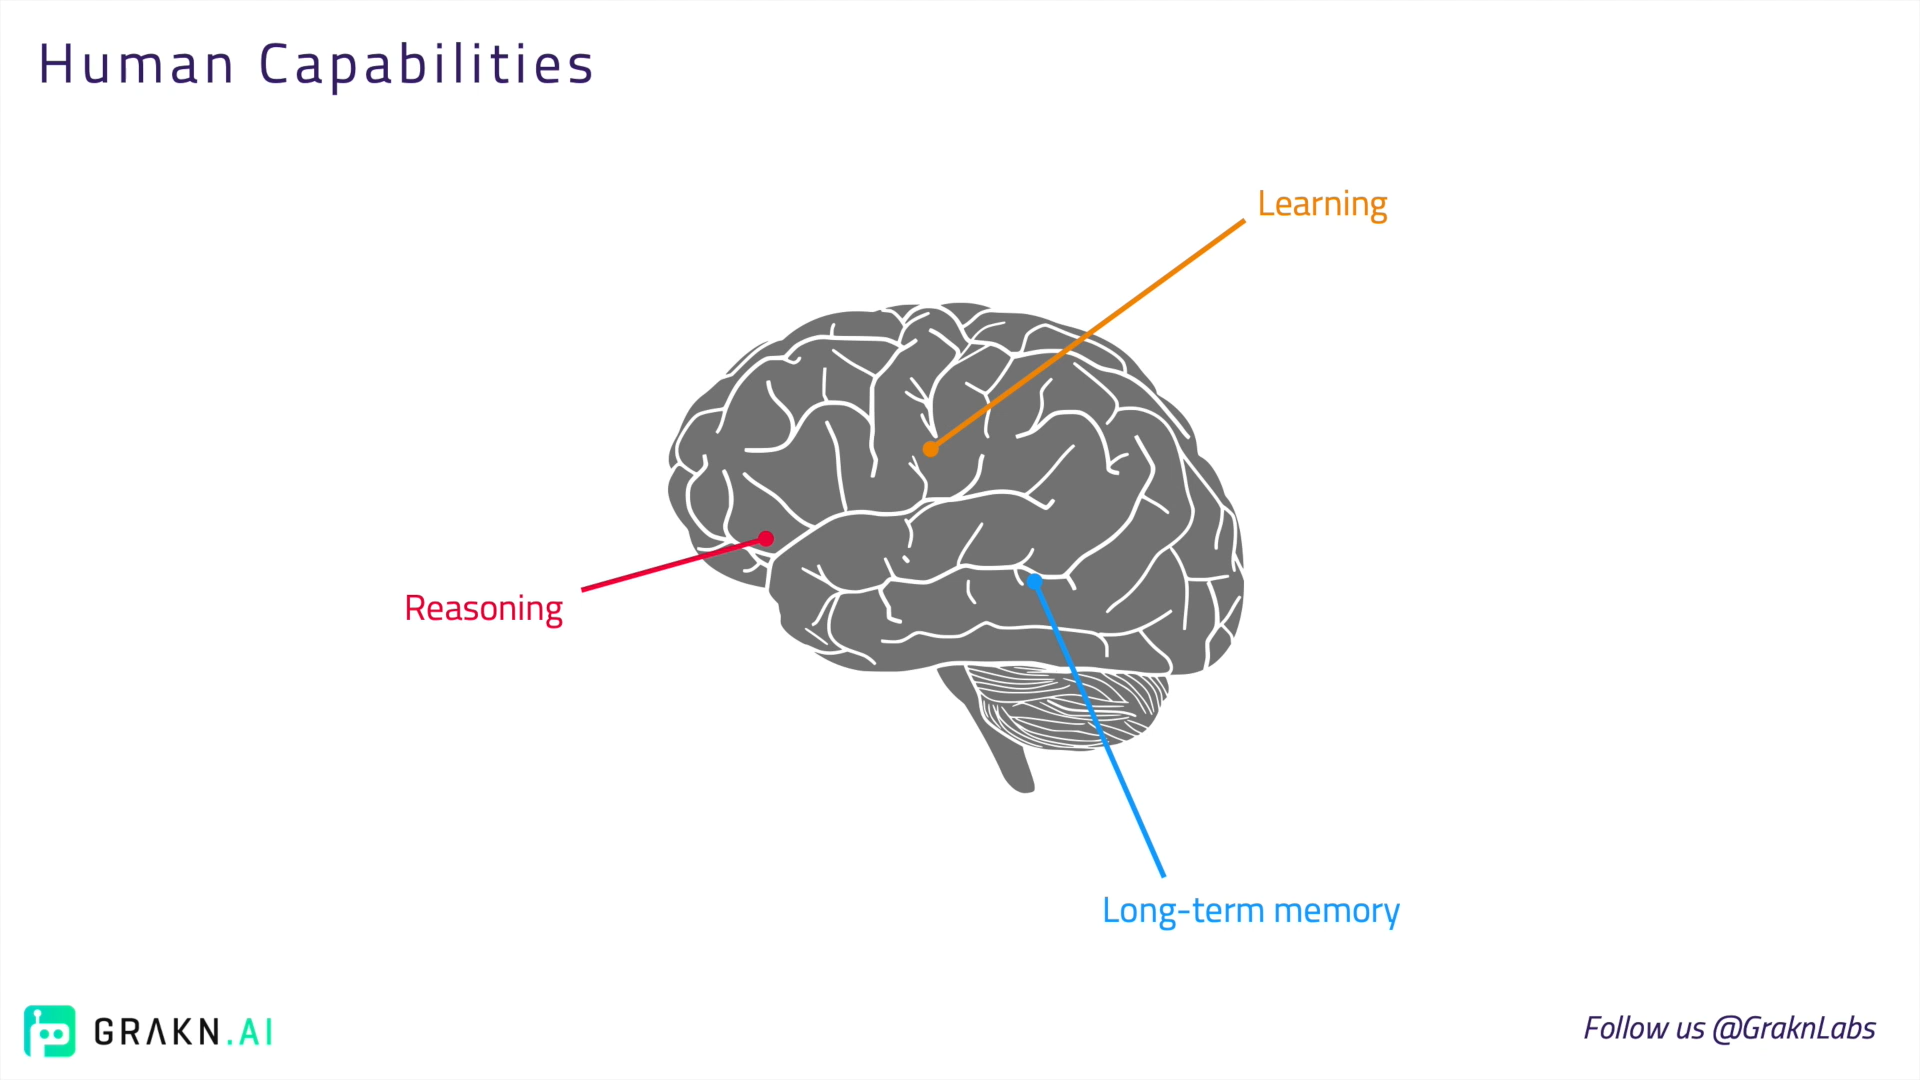 Human Capabilities
Learning
Reasoning
Long-term memory
GRAKN.AI
Follow us @GraknLabs